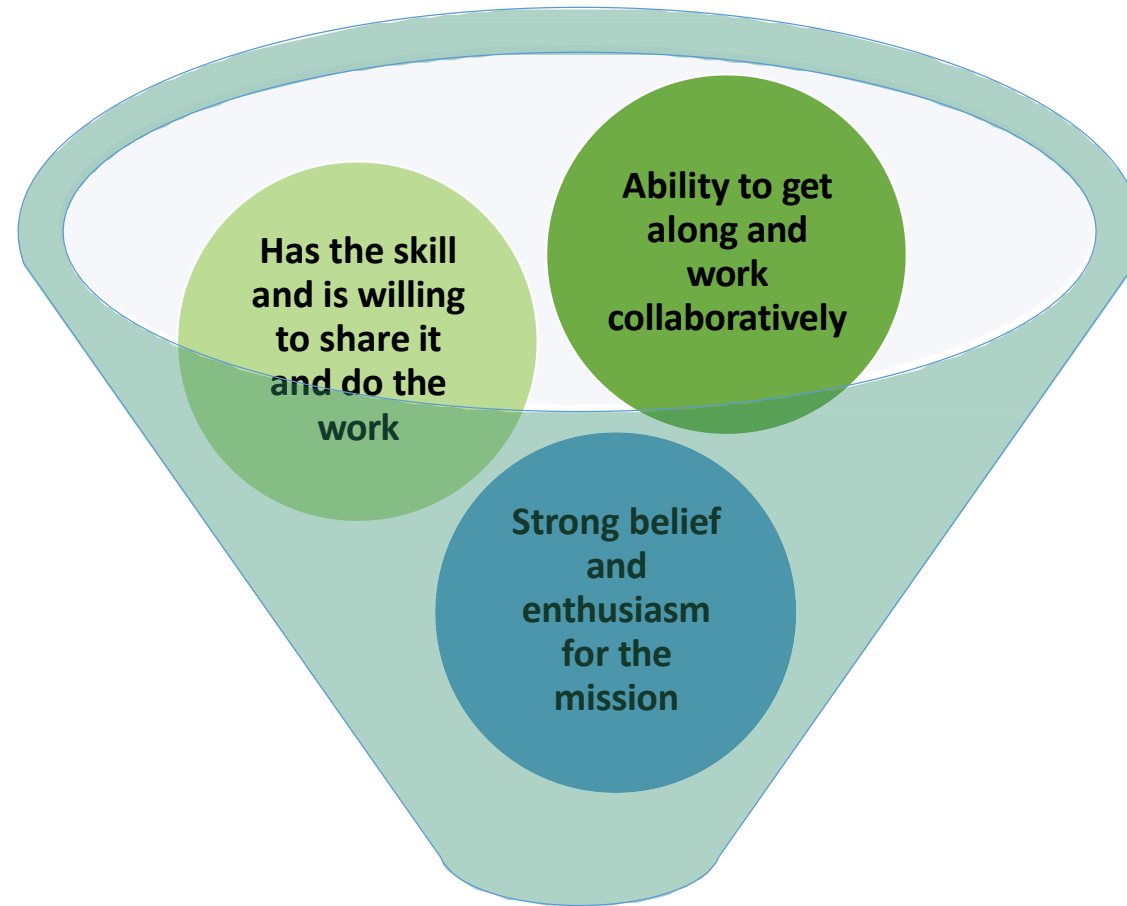 Has the skill
and is willing
to share it
and do the
work
Ability to get
along and
work
collaboratively
Strong belief
and
enthusiasm
for the
mission